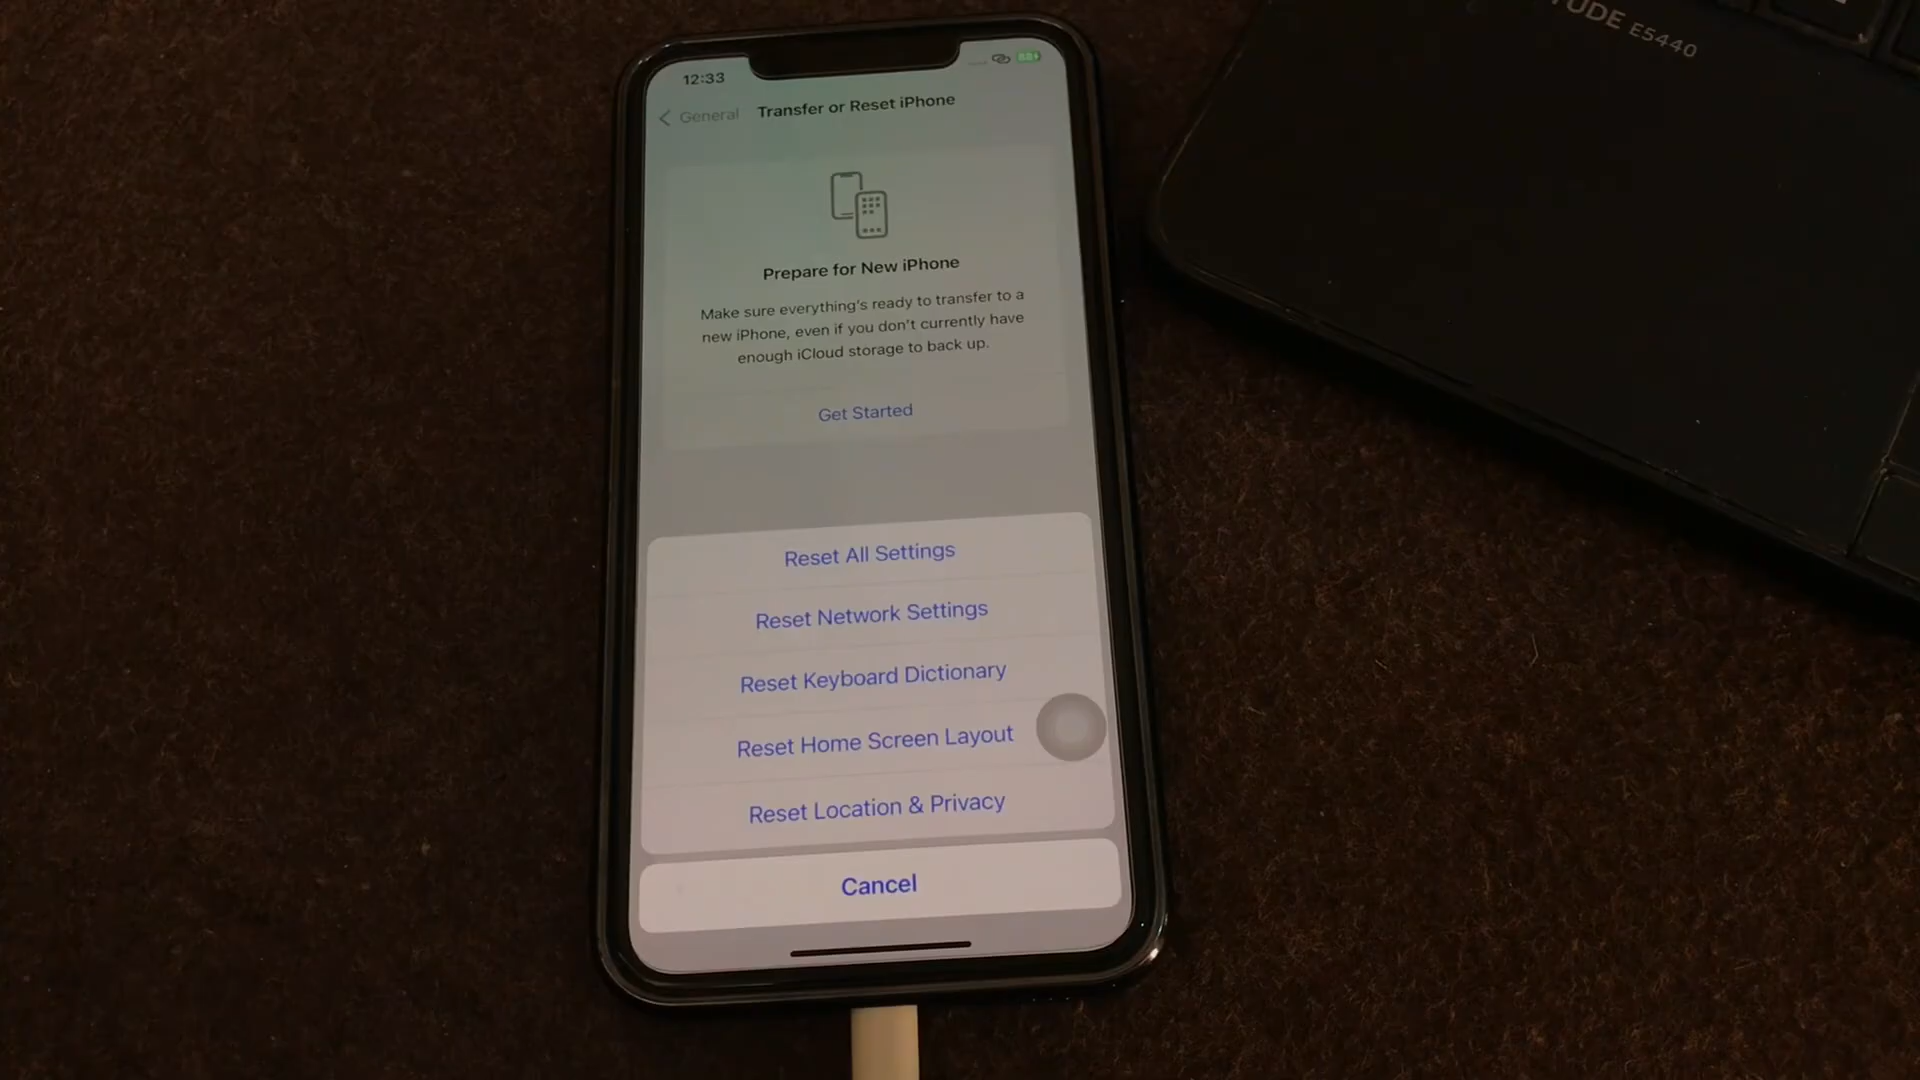 12:33
88
General
Transfer or Reset iPhone
Prepare for New iPhone
Make sure everything's ready to transfer to a
new iPhone, even if you don't currently have
enough iCloud storage to back up.
Get Started
Reset All Settings
Reset Network Settings
Reset Keyboard Dictionary
Reset Home Screen Layout
Reset Location & Privacy
Cancel
TUDE E5440